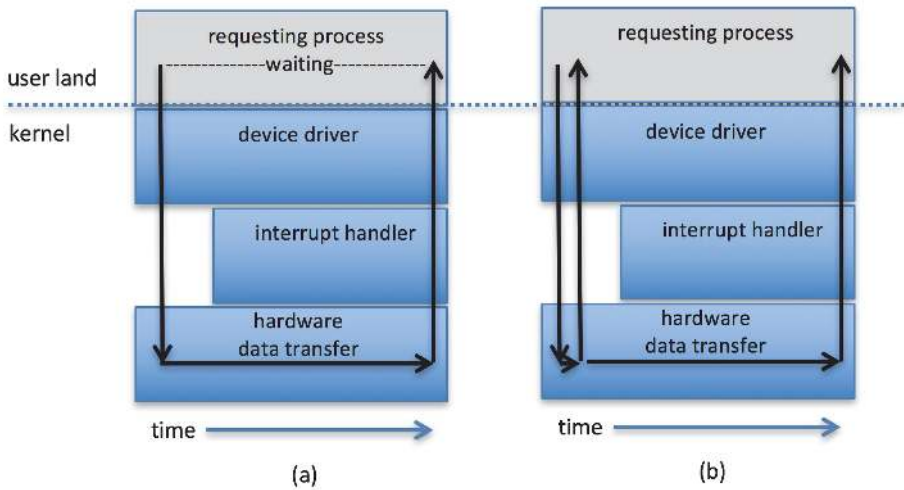 requesting process
waiting
user land
kernel
device driver
interrupt handler
hardware
data transfer
time
(a)
requesting process
device driver
interrupt handler
hardware
data transfer
time
(b)